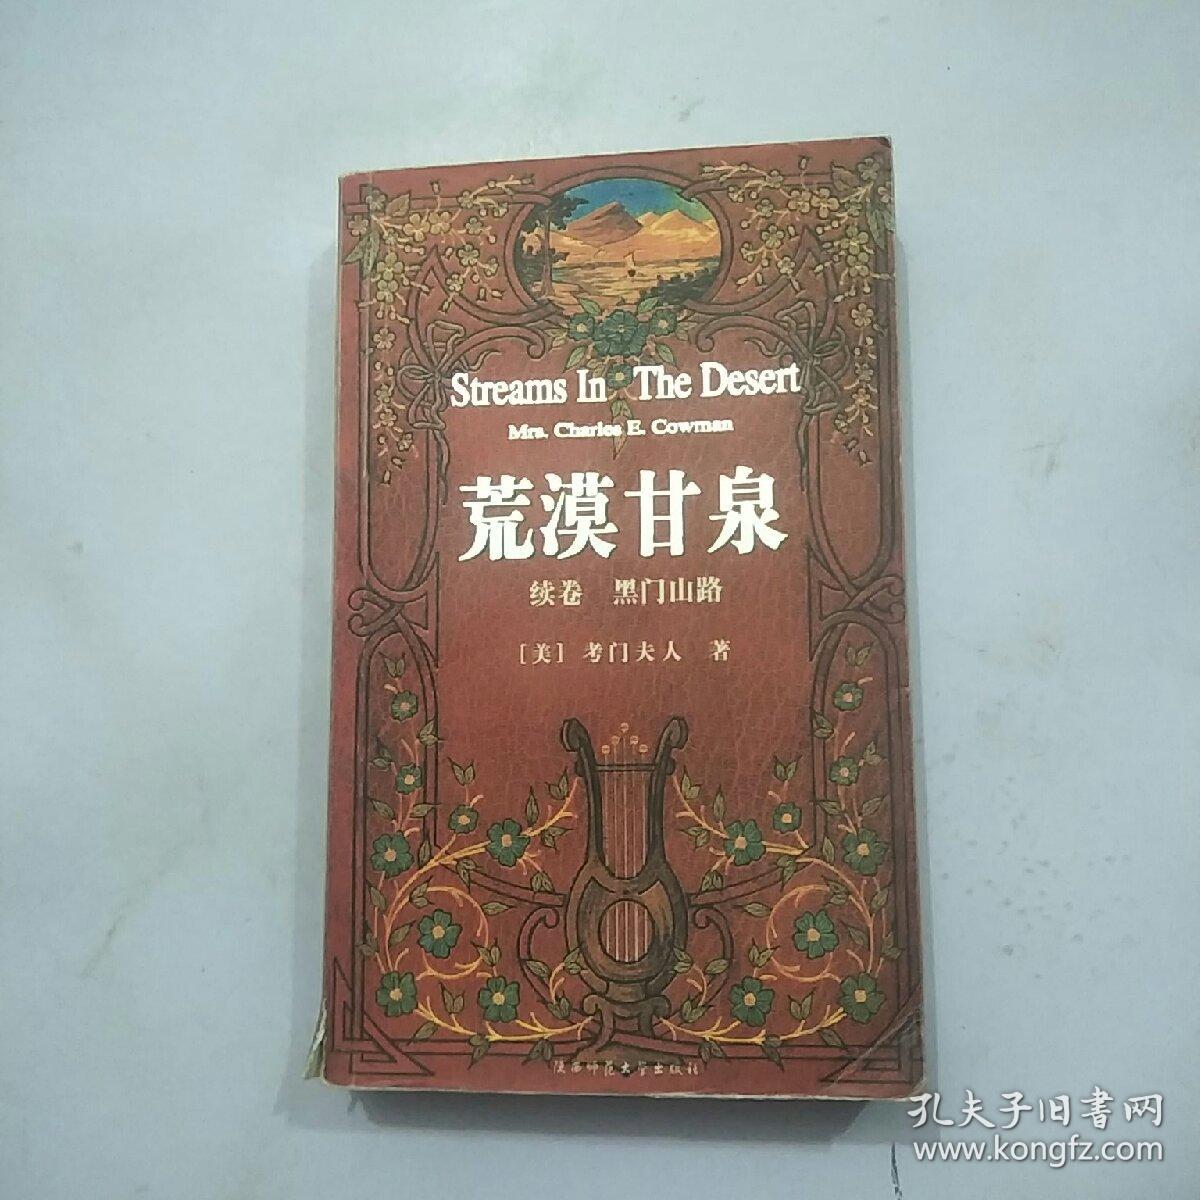 Streams In The Desert
Mrs. Charles E. Cowman
荒漠甘泉
续卷 黑门山路
[美] 考门夫人 著
陕西师范大学出版社
孔夫子旧书网
www.kongfz.com